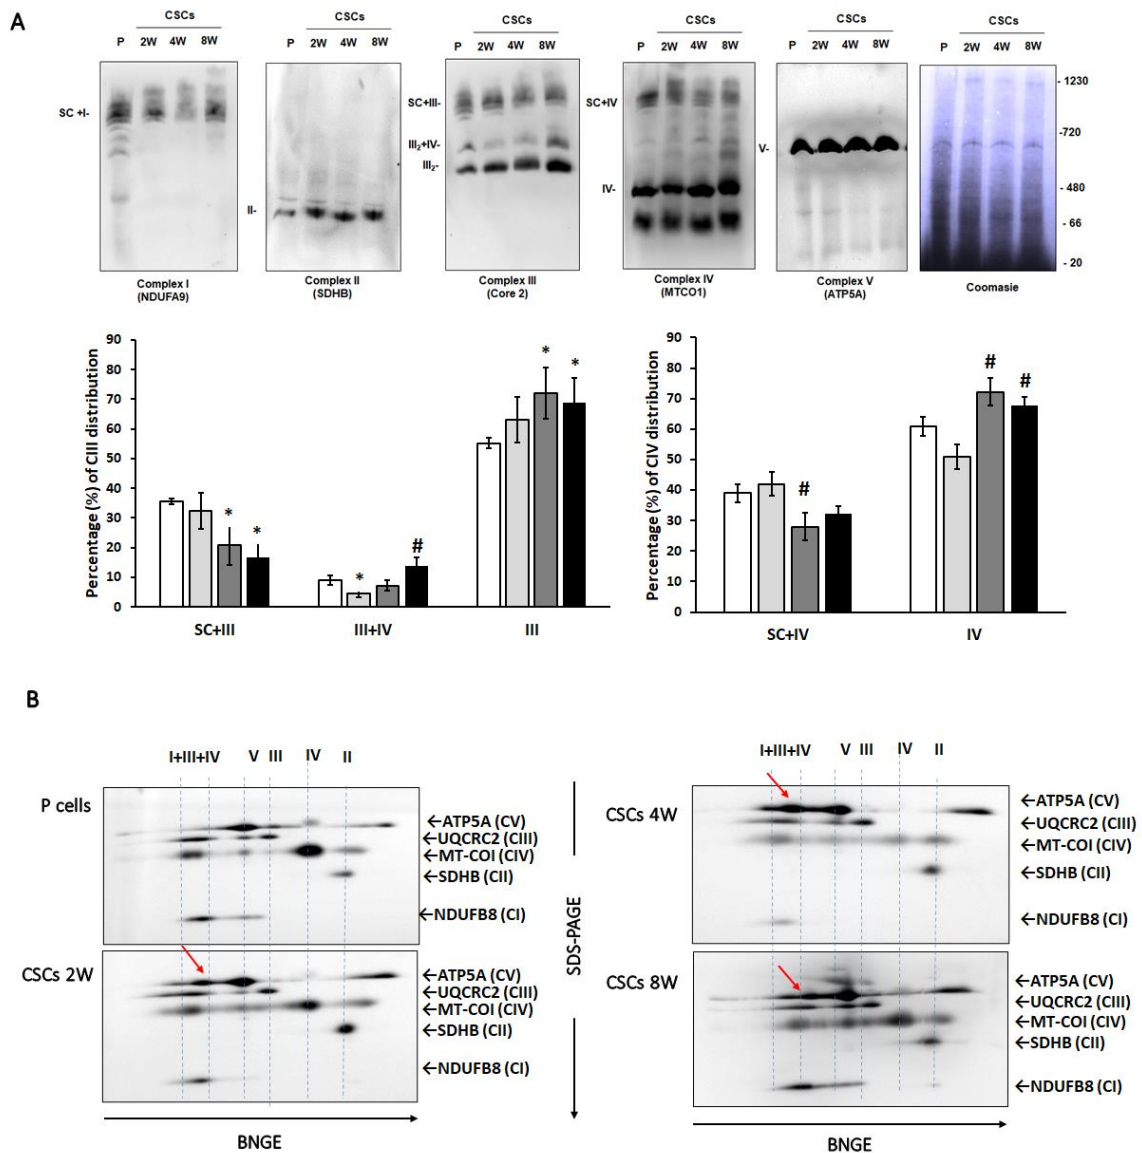 A
CSCs
P 2W 4W 8W
SC +I-
Complex I
(NDUFA9)
CSCs
P 2W 4W 8W
II-
Complex II
(SDHB)
CSCs
P 2W 4W 8W
SC+III-
III2+IV-
III2-
Complex III
(Core 2)
CSCs
P 2W 4W 8W
SC+IV
IV-
Complex IV
(MTCO1)
CSCs
P 2W 4W 8W
V-
Complex V
(ATP5A)
CSCs
P 2W 4W 8W
- 1230
-720
- 480
- 66
- 20
Coomasie
Percentage (%) of CIII distribution
90
80
70
60
50
40
30
20
10
0
* *
*
#
* *
SC+III III+IV III
Percentage (%) of CIV distribution
90
80
70
60
50
40
30
20
10
0
#
# #
SC+IV IV
B
I+III+IV V III IV II
P cells
←ATP5A (CV)
←UQCRC2 (CIII)
←MT-COI (CIV)
←SDHB (CII)
←NDUFB8 (CI)
CSCs 2W
←ATP5A (CV)
←UQCRC2 (CIII)
←MT-COI (CIV)
←SDHB (CII)
←NDUFB8 (CI)
BNGE
SDS-PAGE
I+III+IV V III IV II
CSCs 4W
←ATP5A (CV)
←UQCRC2 (CIII)
←MT-COI (CIV)
←SDHB (CII)
←NDUFB8 (CI)
CSCs 8W
←ATP5A (CV)
←UQCRC2 (CIII)
←MT-COI (CIV)
←SDHB (CII)
←NDUFB8 (CI)
BNGE